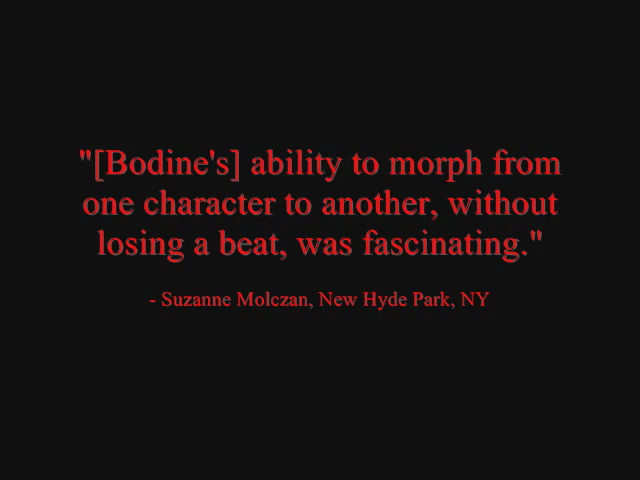 "[Bodine's] ability to morph from
one character to another, without
losing a beat, was fascinating."
- Suzanne Molczan, New Hyde Park, NY